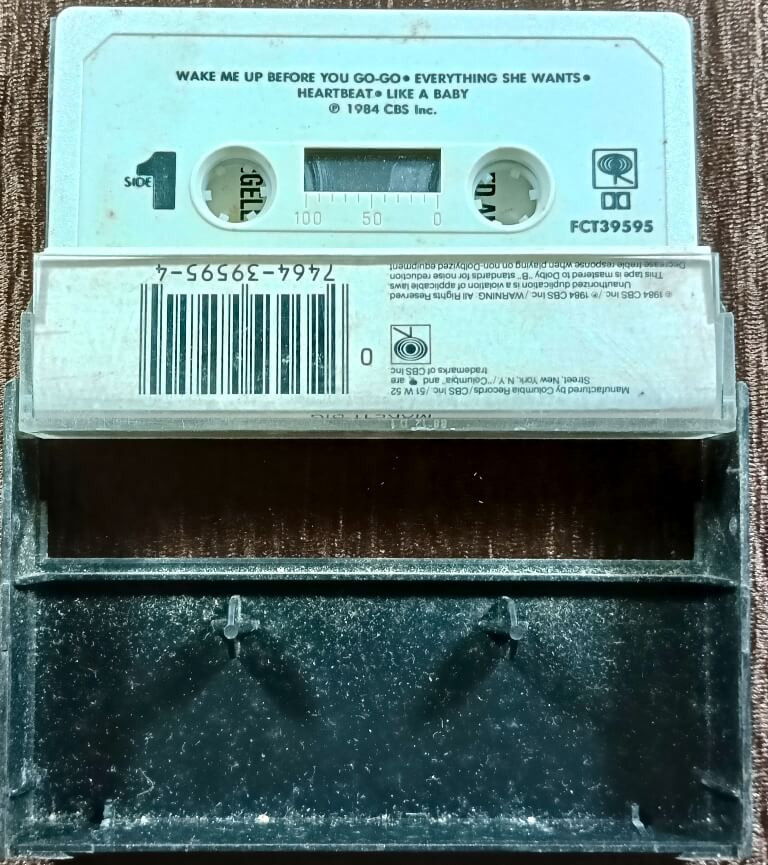 WAKE ME UP BEFORE YOU GO-GO • EVERYTHING SHE WANTS •
HEARTBEAT • LIKE A BABY
℗ 1984 CBS Inc.
SIDE 1
100 50 0
DO
FCT39595
Manufactured by Columbia Records/CBS Inc./51 W 52
Street, New York, N.Y./"Columbia" and are
trademarks of CBS Inc
© 1984 CBS Inc / ℗ 1984 CBS Inc / WARNING: All Rights Reserved
Unauthorized duplication is a violation of applicable laws.
This tape is mastered to Dolby "B" standards for noise reduction
Decrease treble response when playing on non-Dolbyized equipment
0
7464-39595-4
MAKE IT BIG